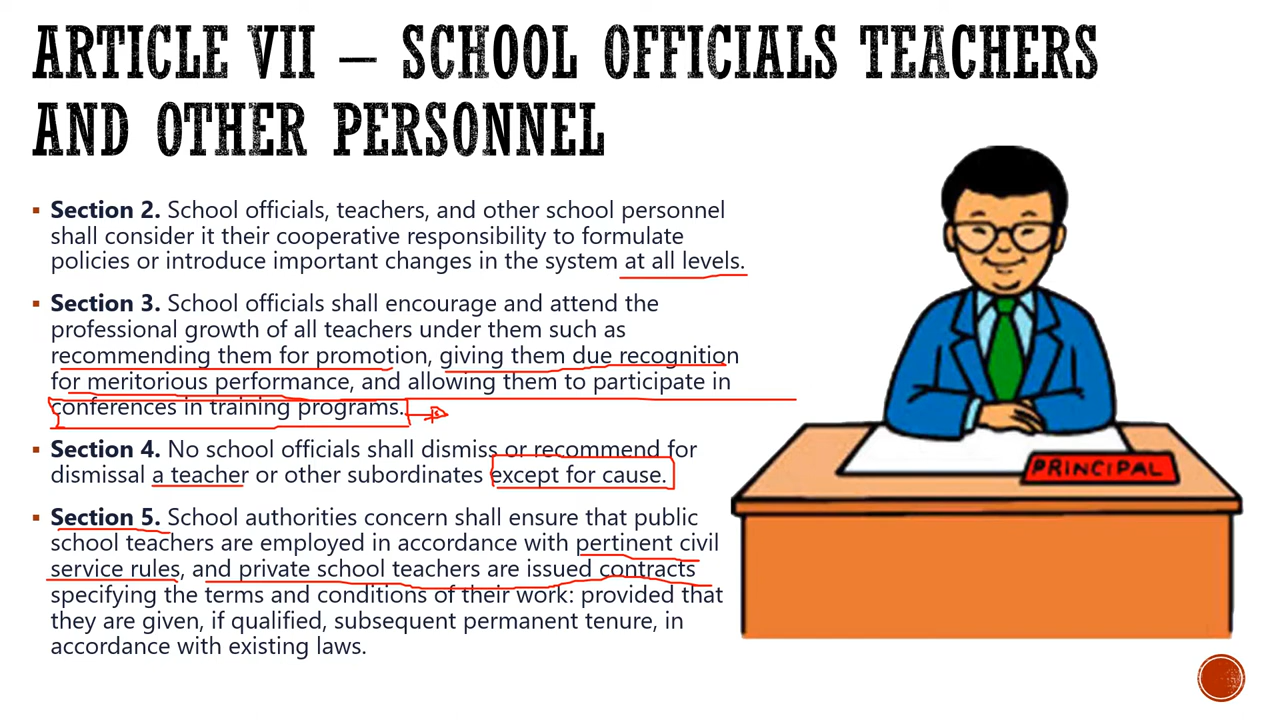 ARTICLE VII – SCHOOL OFFICIALS TEACHERS
AND OTHER PERSONNEL
▪ Section 2. School officials, teachers, and other school personnel
shall consider it their cooperative responsibility to formulate
policies or introduce important changes in the system at all levels.
▪ Section 3. School officials shall encourage and attend the
professional growth of all teachers under them such as
recommending them for promotion, giving them due recognition
for meritorious performance, and allowing them to participate in
conferences in training programs.
▪ Section 4. No school officials shall dismiss or recommend for
dismissal a teacher or other subordinates except for cause.
▪ Section 5. School authorities concern shall ensure that public
school teachers are employed in accordance with pertinent civil
service rules, and private school teachers are issued contracts
specifying the terms and conditions of their work: provided that
they are given, if qualified, subsequent permanent tenure, in
accordance with existing laws.
PRINCIPAL